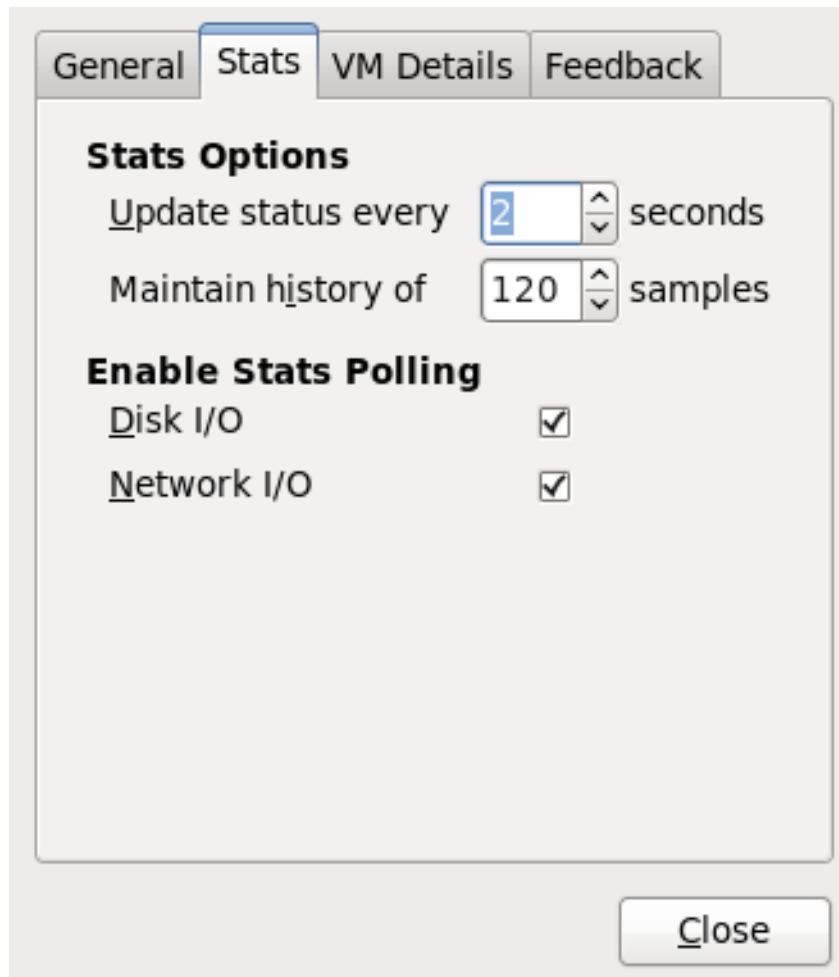 General Stats VM Details Feedback
Stats Options
Update status every 2 seconds
Maintain history of 120 samples
Enable Stats Polling
Disk I/O
Network I/O
Close